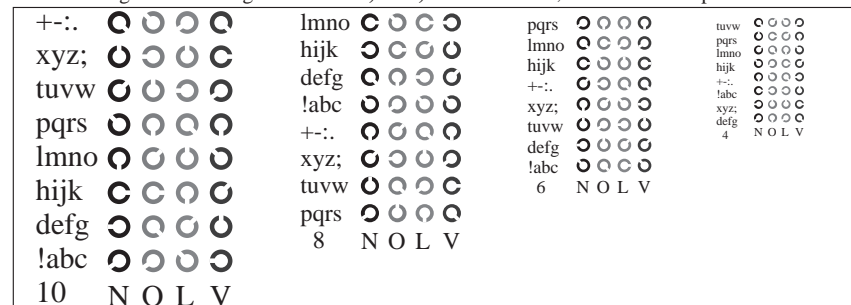 +-:.
xyz;
tuvw
pqrs
lmno
hijk
defg
!abc
10 N O L V
lmno
hijk
defg
!abc
+-:.
xyz;
tuvw
pqrs
8 N O L V
pqrs
lmno
hijk
+-:.
xyz;
tuvw
defg
!abc
6 N O L V
tuvw
pqrs
lmno
hijk
+-:.
!abc
xyz;
defg
4 N O L V